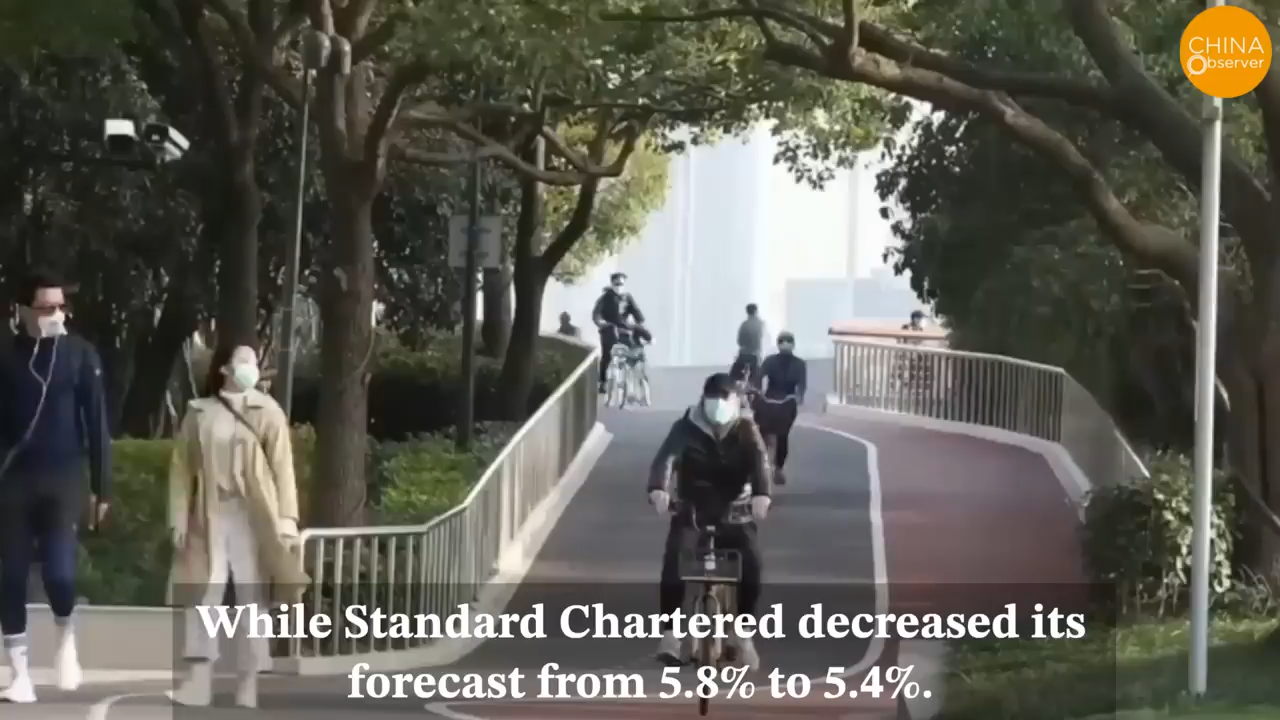 CHINA
Observer
While Standard Chartered decreased its
forecast from 5.8% to 5.4%.